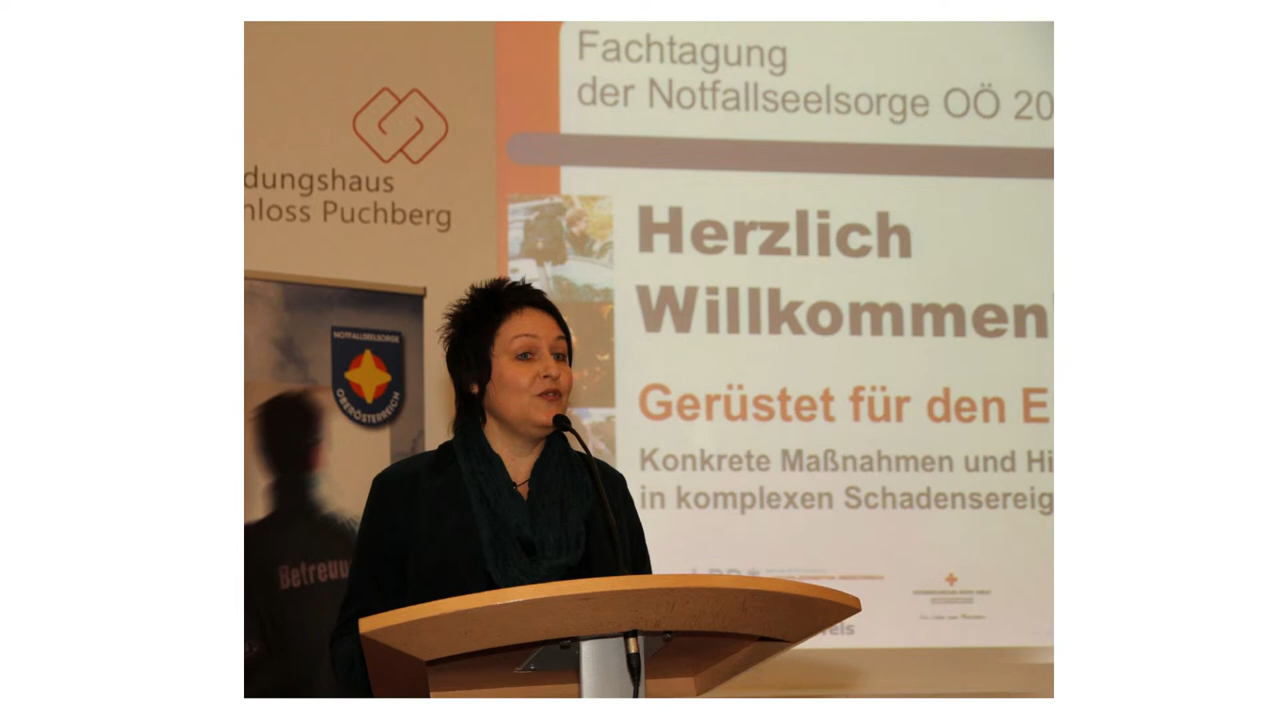 Fachtagung
der Notfallseelsorge OÖ 20
dungshaus
hloss Puchberg
Herzlich
Willkommen
NOTFALLSEELSORGE
OBERÖSTERREICH
Gerüstet für den E
Konkrete Maßnahmen und Hi
in komplexen Schadensereig
Betreuu